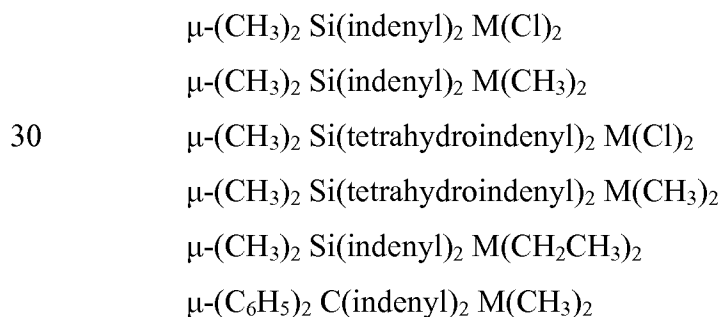 μ-(CH₃)₂ Si(indenyl)₂ M(Cl)₂
μ-(CH₃)₂ Si(indenyl)₂ M(CH₃)₂
30 μ-(CH₃)₂ Si(tetrahydroindenyl)₂ M(Cl)₂
μ-(CH₃)₂ Si(tetrahydroindenyl)₂ M(CH₃)₂
μ-(CH₃)₂ Si(indenyl)₂ M(CH₂CH₃)₂
μ-(C₆H₅)₂ C(indenyl)₂ M(CH₃)₂